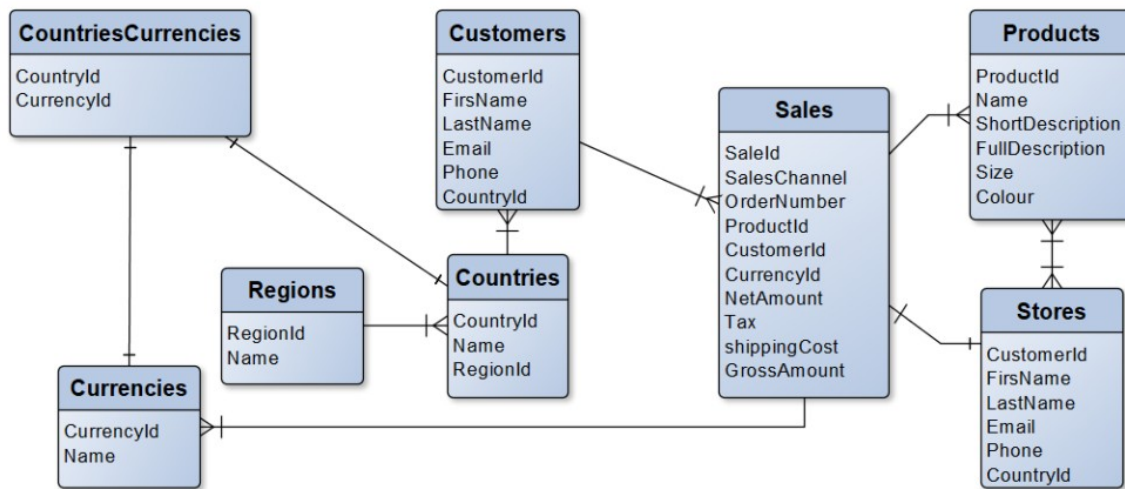 CountriesCurrencies
CountryId
CurrencyId
Customers
CustomerId
FirsName
LastName
Email
Phone
CountryId
Products
ProductId
Name
ShortDescription
FullDescription
Size
Colour
Sales
SaleId
SalesChannel
OrderNumber
ProductId
CustomerId
CurrencyId
NetAmount
Tax
shippingCost
GrossAmount
Regions
RegionId
Name
Countries
CountryId
Name
RegionId
Stores
CustomerId
FirsName
LastName
Email
Phone
CountryId
Currencies
CurrencyId
Name